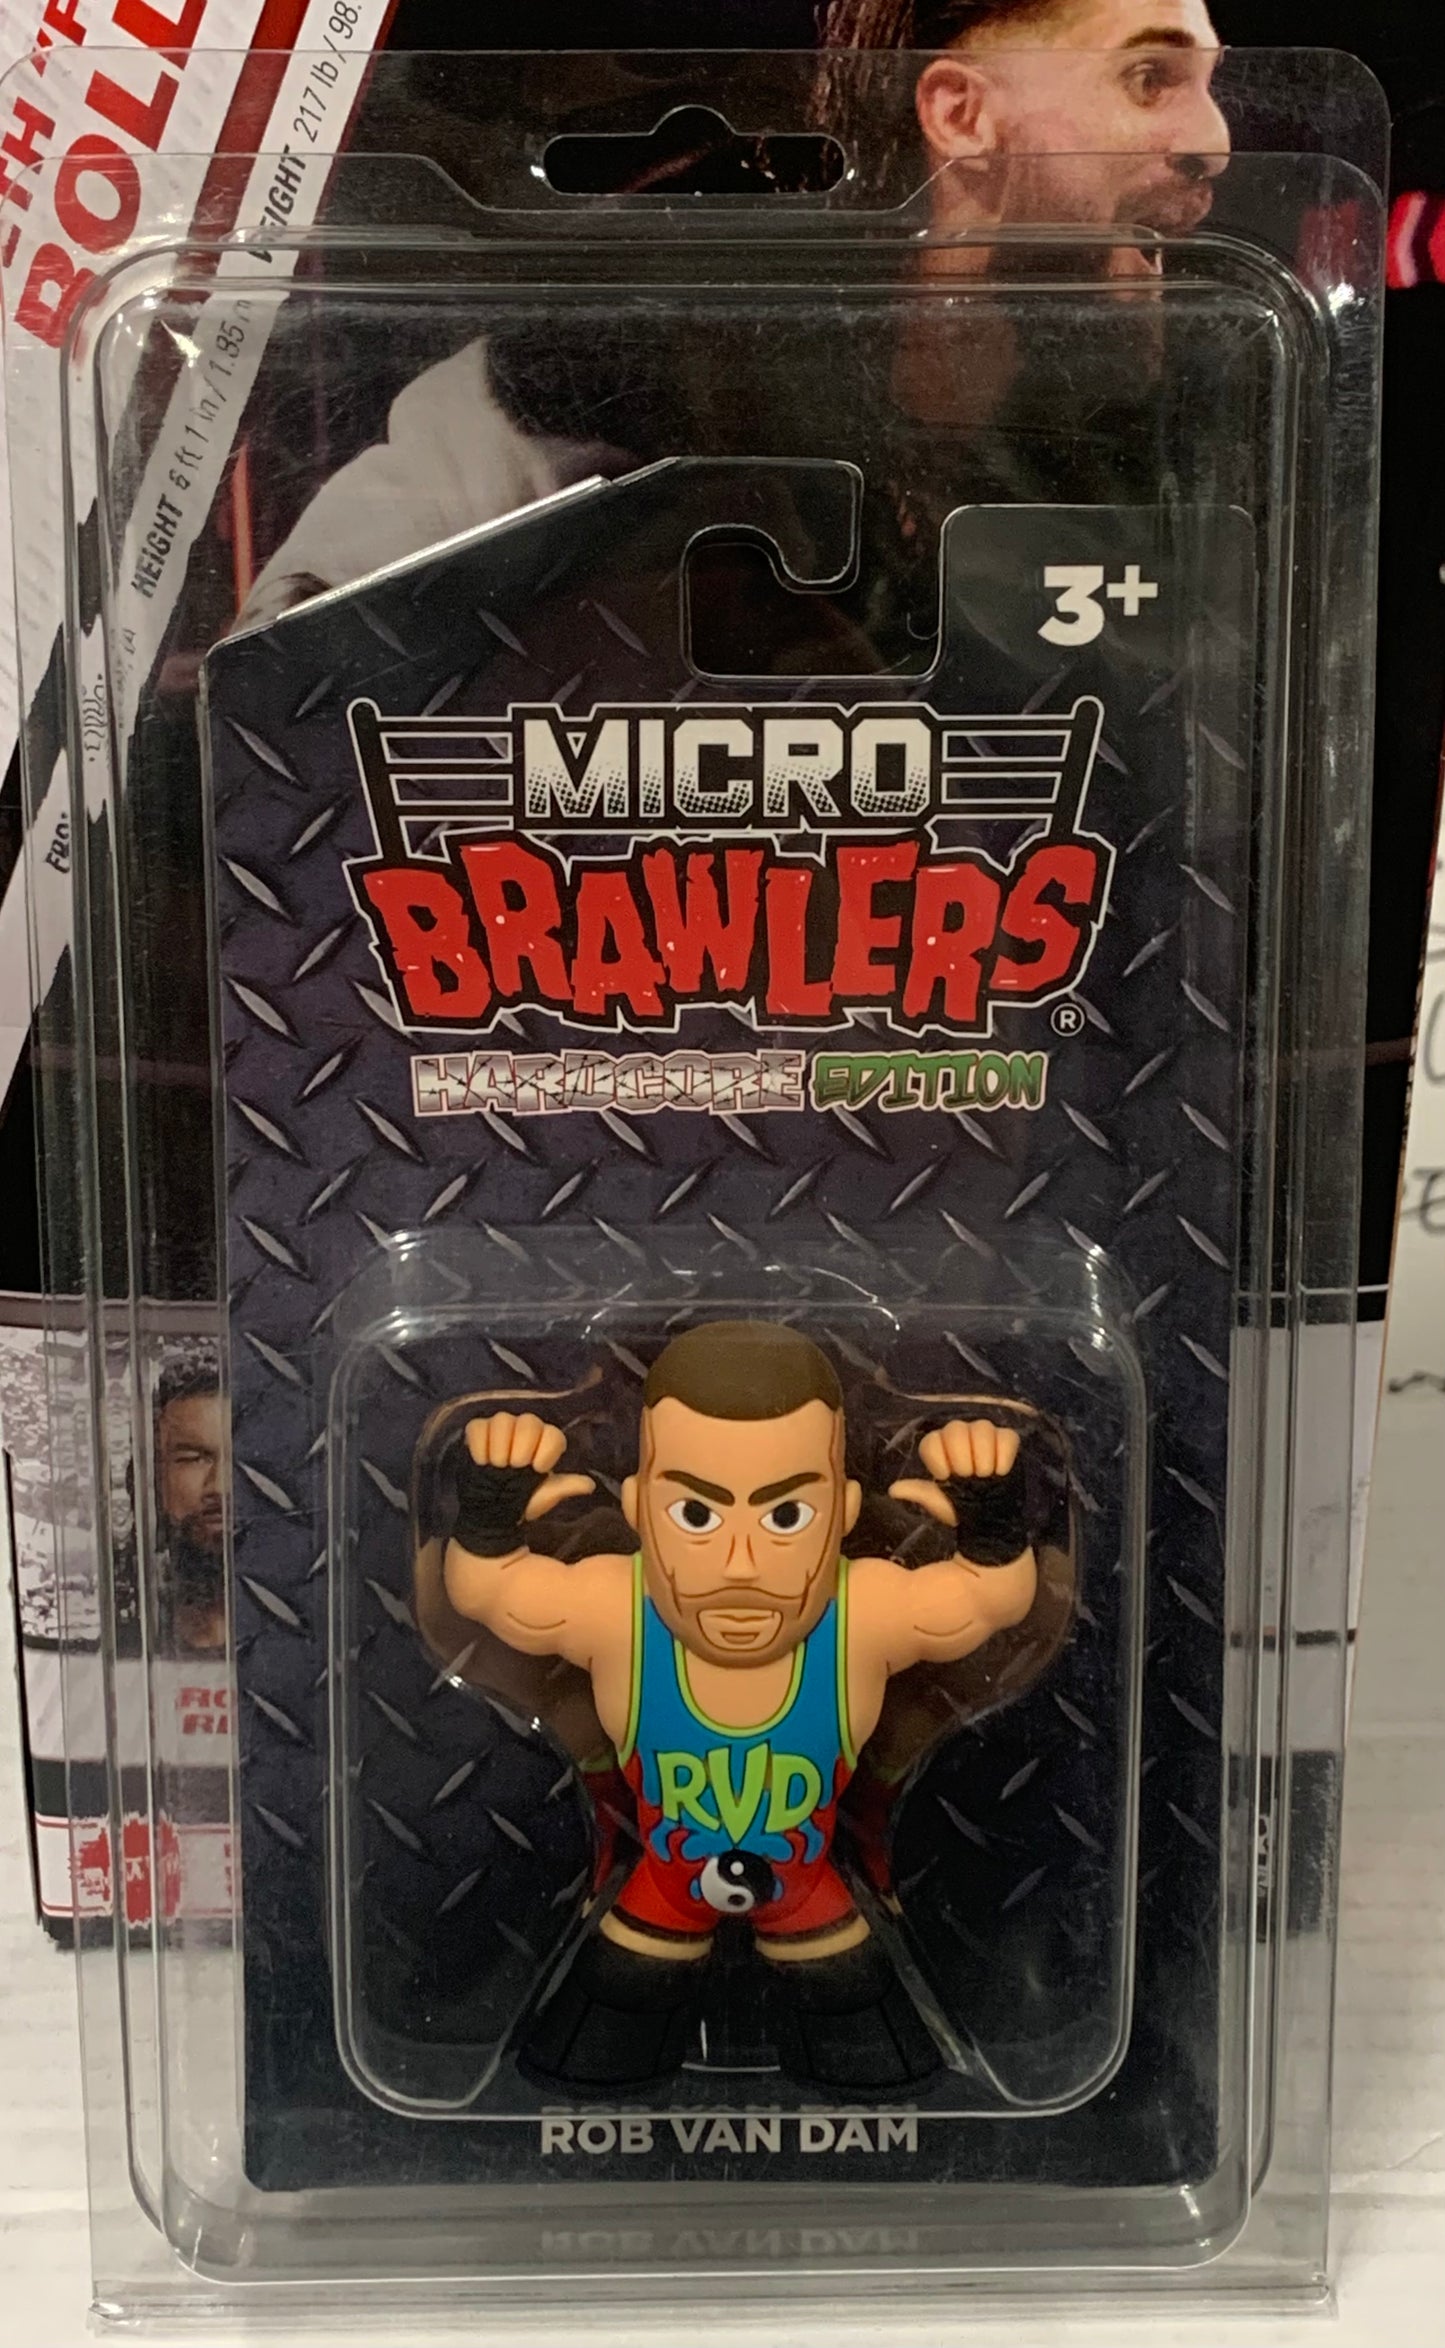 BOLL
WEIGHT 217 lb / 98.
HEIGHT 6 ft 1 in / 1.85 m
3+
MICRO
BRAWLERS®
HARDCORE EDITION
RVD
ROB VAN DAM